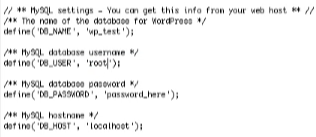 // ** MySQL settings - You can get this info from your web host ** //
/** The name of the database for WordPress */
define('DB_NAME', 'wp_test');
/** MySQL database username */
define('DB_USER', 'root');
/** MySQL database password */
define('DB_PASSWORD', 'password_here');
/** MySQL hostname */
define('DB_HOST', 'localhost');